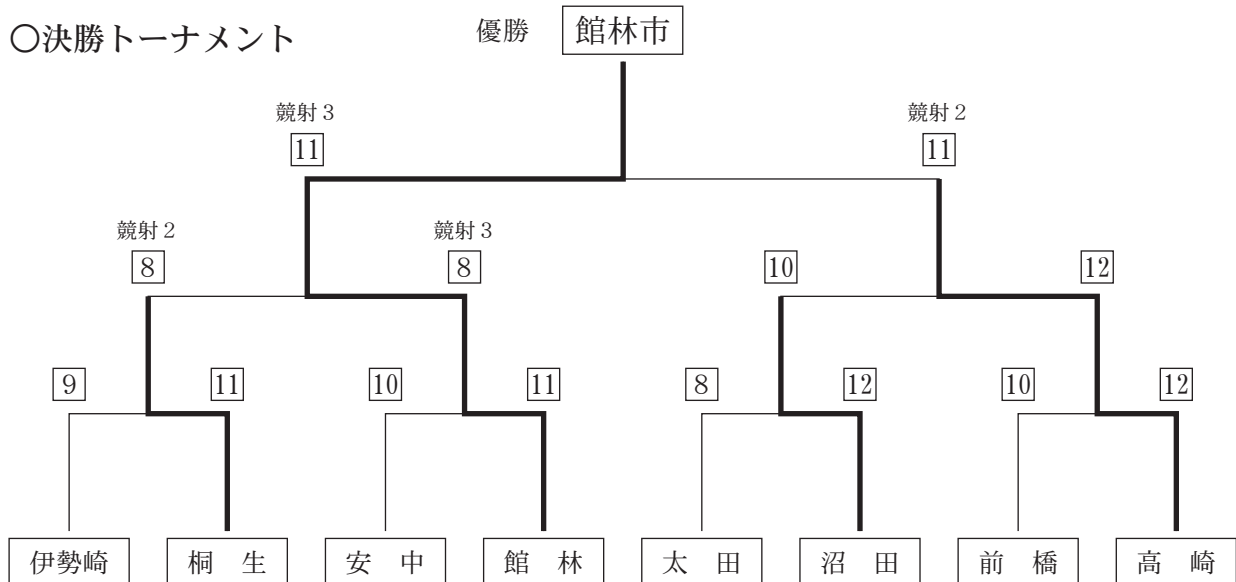 ○決勝トーナメント
優勝 館林市
競射3 競射2
11 11
競射2 競射3
8 8 10 12
9 11 10 11 8 12 10 12
伊勢崎 桐生 安中 館林 太田 沼田 前橋 高崎